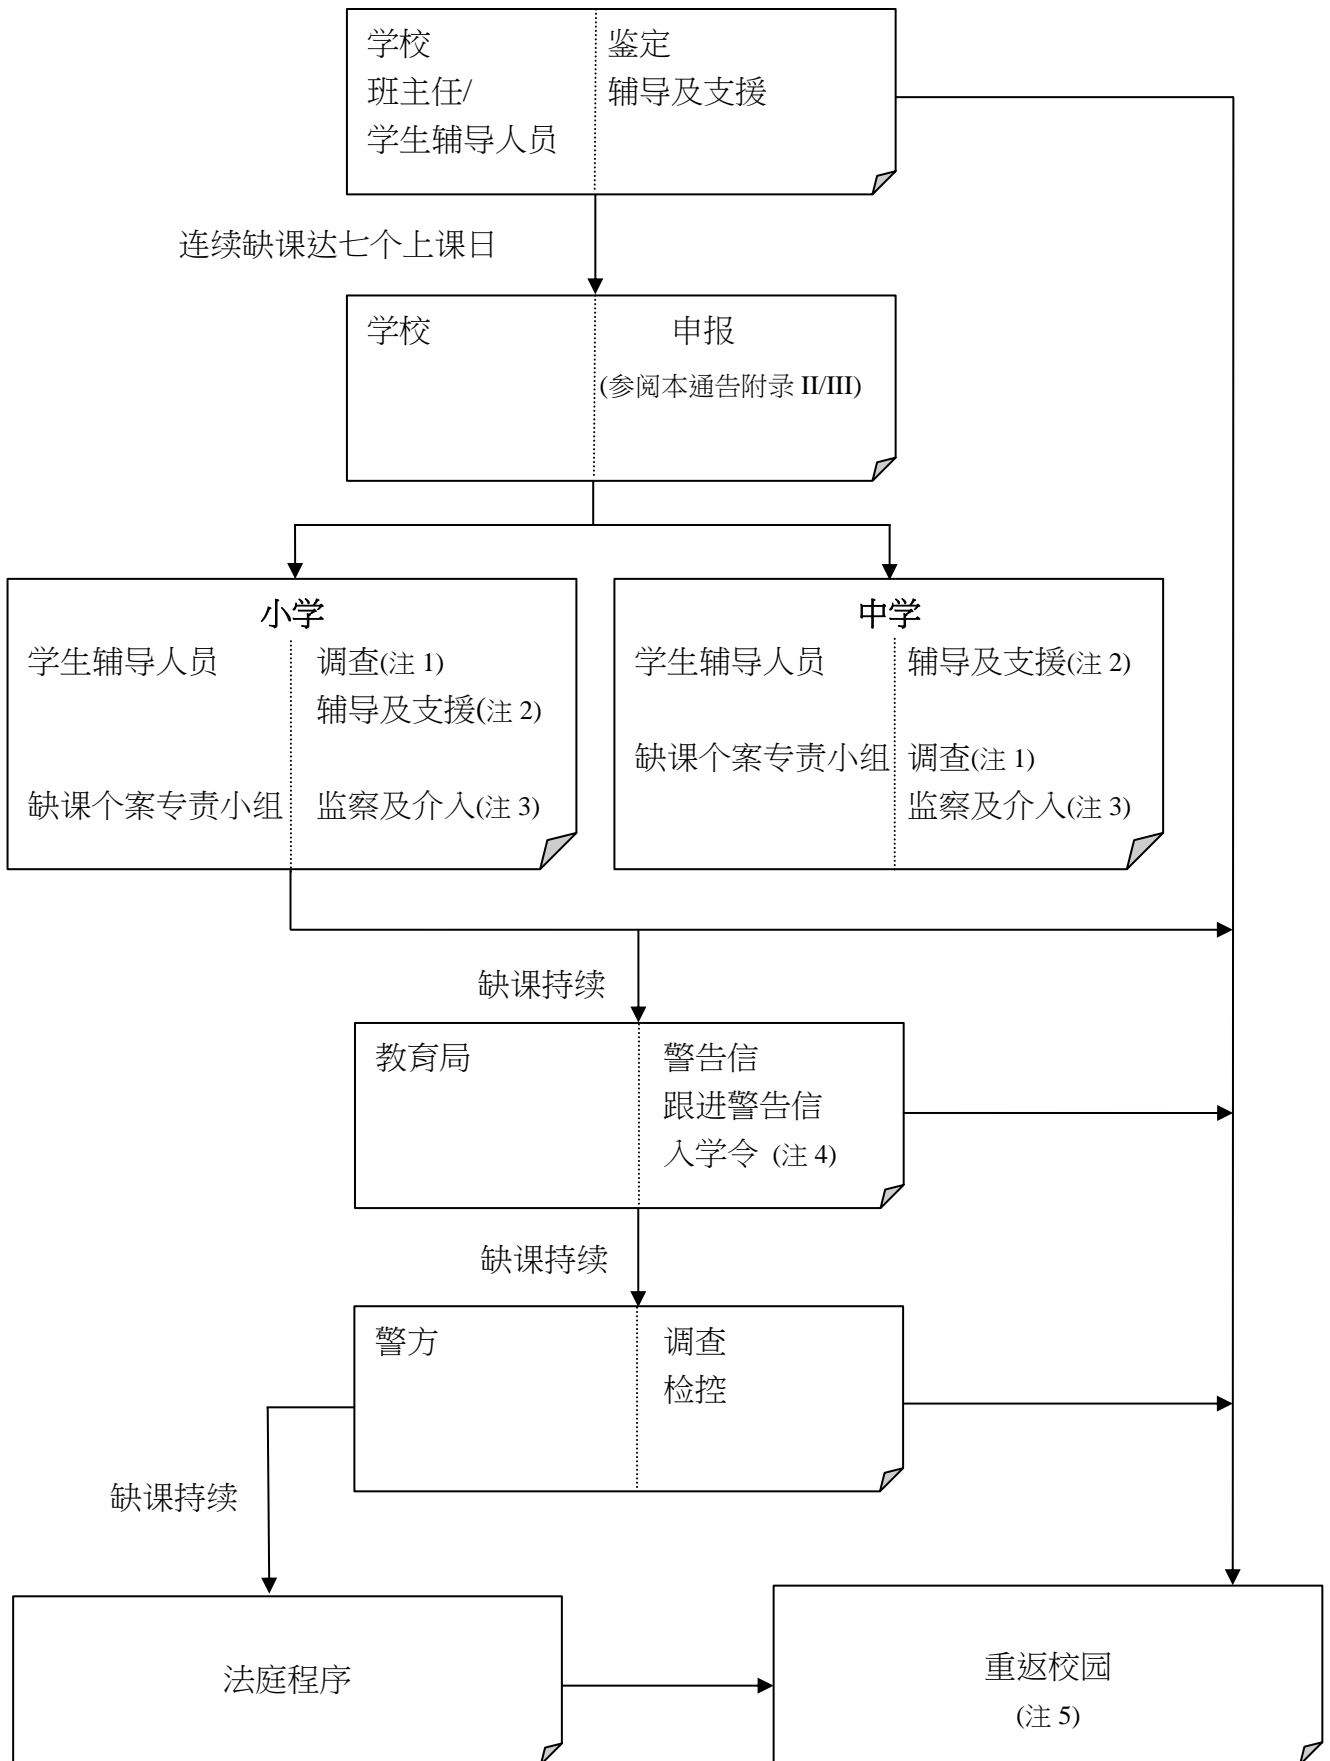 学校
班主任/
学生辅导人员
鉴定
辅导及支援
连续缺课达七个上课日
学校
申报
(参阅本通告附录 II/III)
小学
学生辅导人员
调查(注 1)
辅导及支援(注 2)
缺课个案专责小组
监察及介入(注 3)
中学
学生辅导人员
辅导及支援(注 2)
缺课个案专责小组
调查(注 1)
监察及介入(注 3)
缺课持续
教育局
警告信
跟进警告信
入学令 (注 4)
缺课持续
警方
调查
检控
缺课持续
法庭程序
重返校园
(注 5)